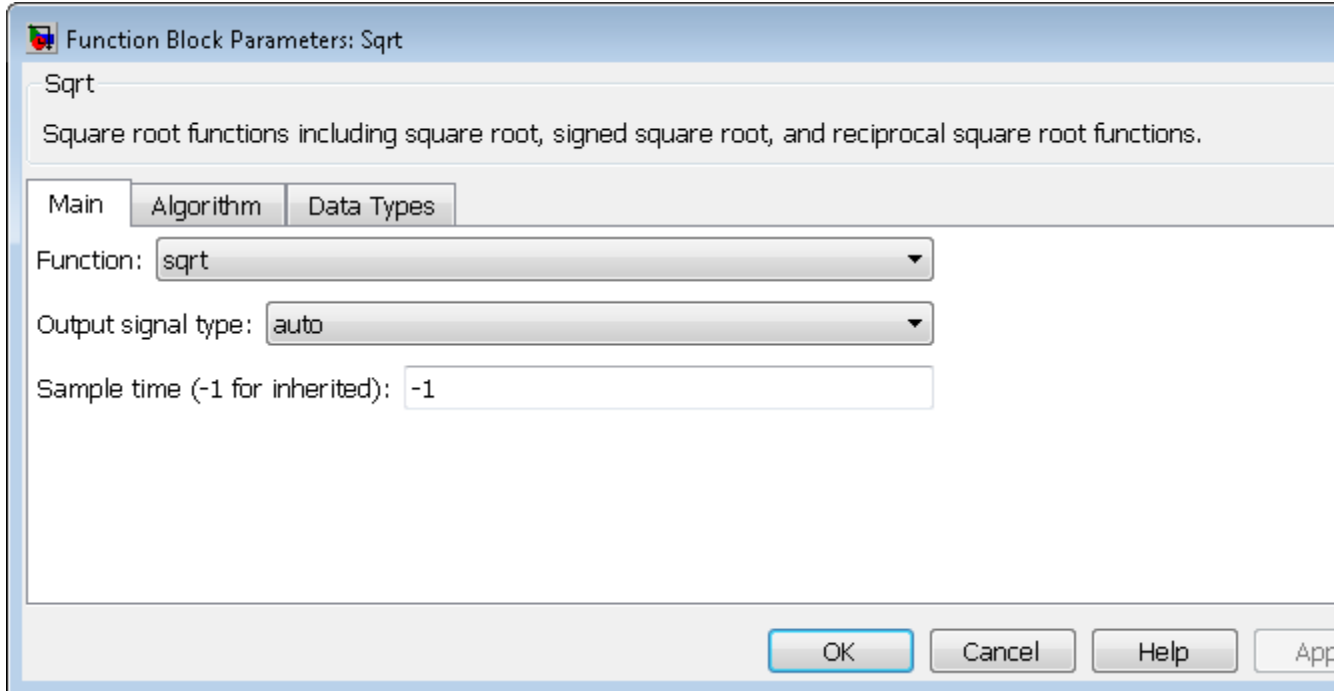 Function Block Parameters: Sqrt
Sqrt
Square root functions including square root, signed square root, and reciprocal square root functions.
Main Algorithm Data Types
Function: sqrt
Output signal type: auto
Sample time (-1 for inherited): -1
OK Cancel Help